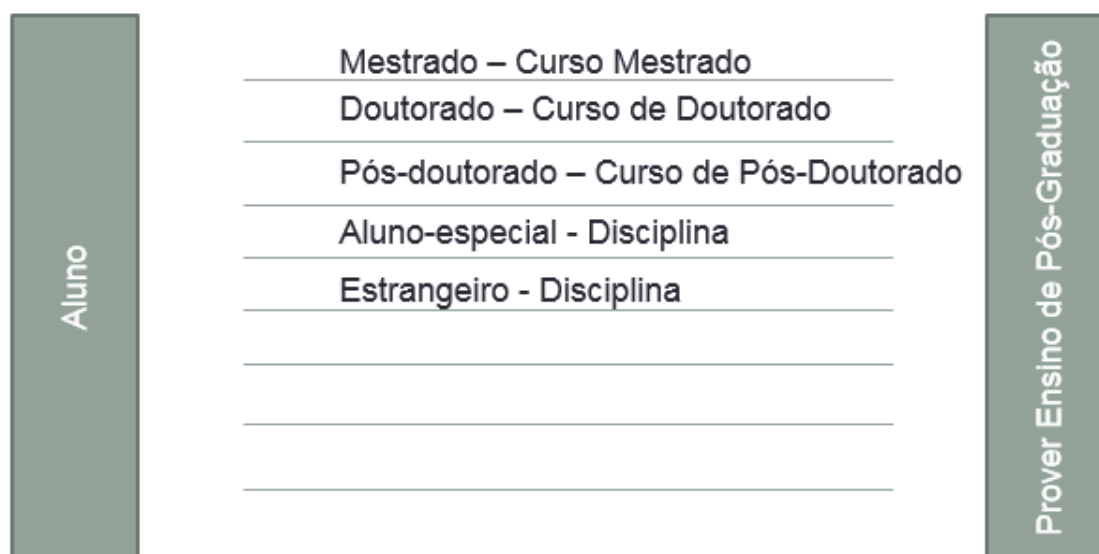 Aluno
Mestrado – Curso Mestrado
Doutorado – Curso de Doutorado
Pós-doutorado – Curso de Pós-Doutorado
Aluno-especial - Disciplina
Estrangeiro - Disciplina
Prover Ensino de Pós-Graduação